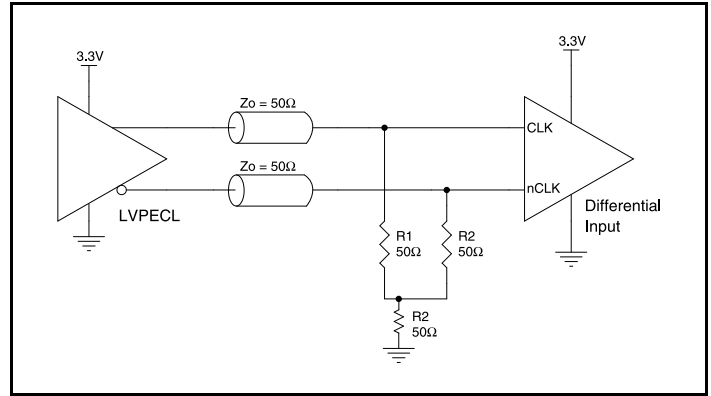 3.3V
3.3V
Zo = 50Ω
CLK
Zo = 50Ω
nCLK
LVPECL
Differential
Input
R1
50Ω
R2
50Ω
R2
50Ω